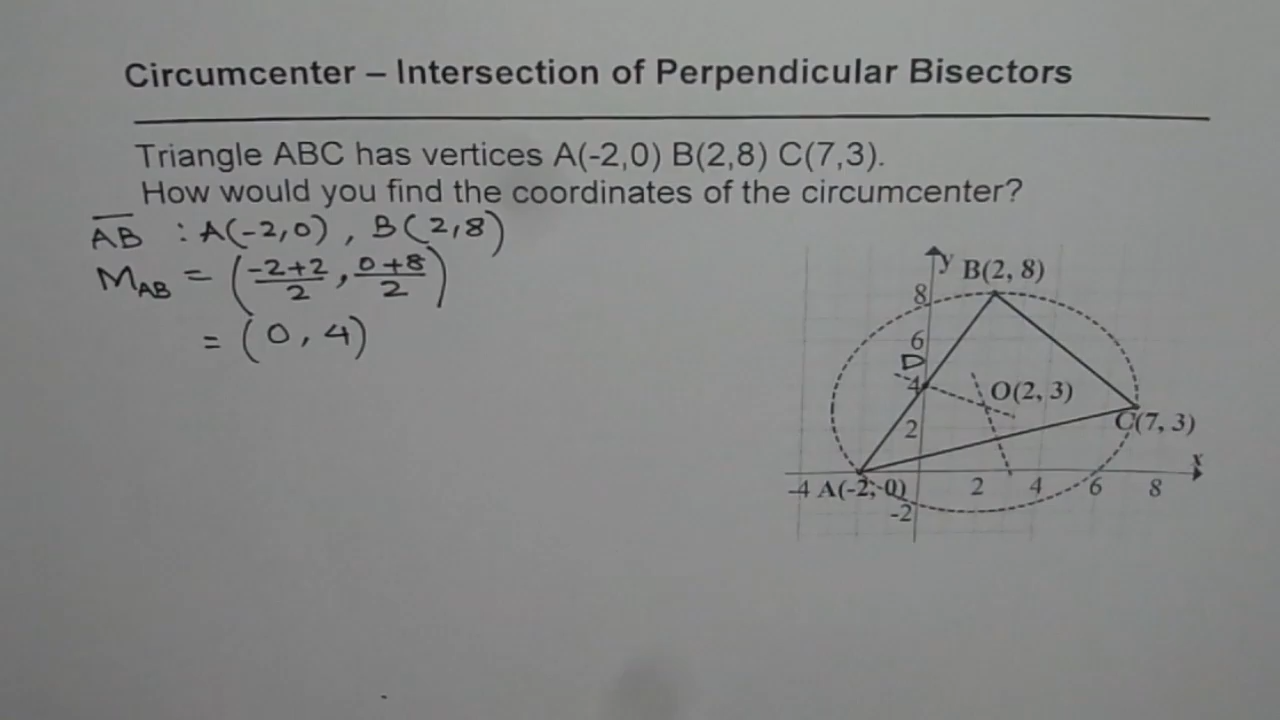 Circumcenter – Intersection of Perpendicular Bisectors
Triangle ABC has vertices A(-2,0) B(2,8) C(7,3).
How would you find the coordinates of the circumcenter?
AB : A(-2,0), B(2,8)
M_AB = (-2+2/2, 0+8/2)
= (0, 4)
y
B(2, 8)
8
6
D
4
O(2, 3)
2
C(7, 3)
x
-4 A(-2, 0) 2 4 6 8
-2